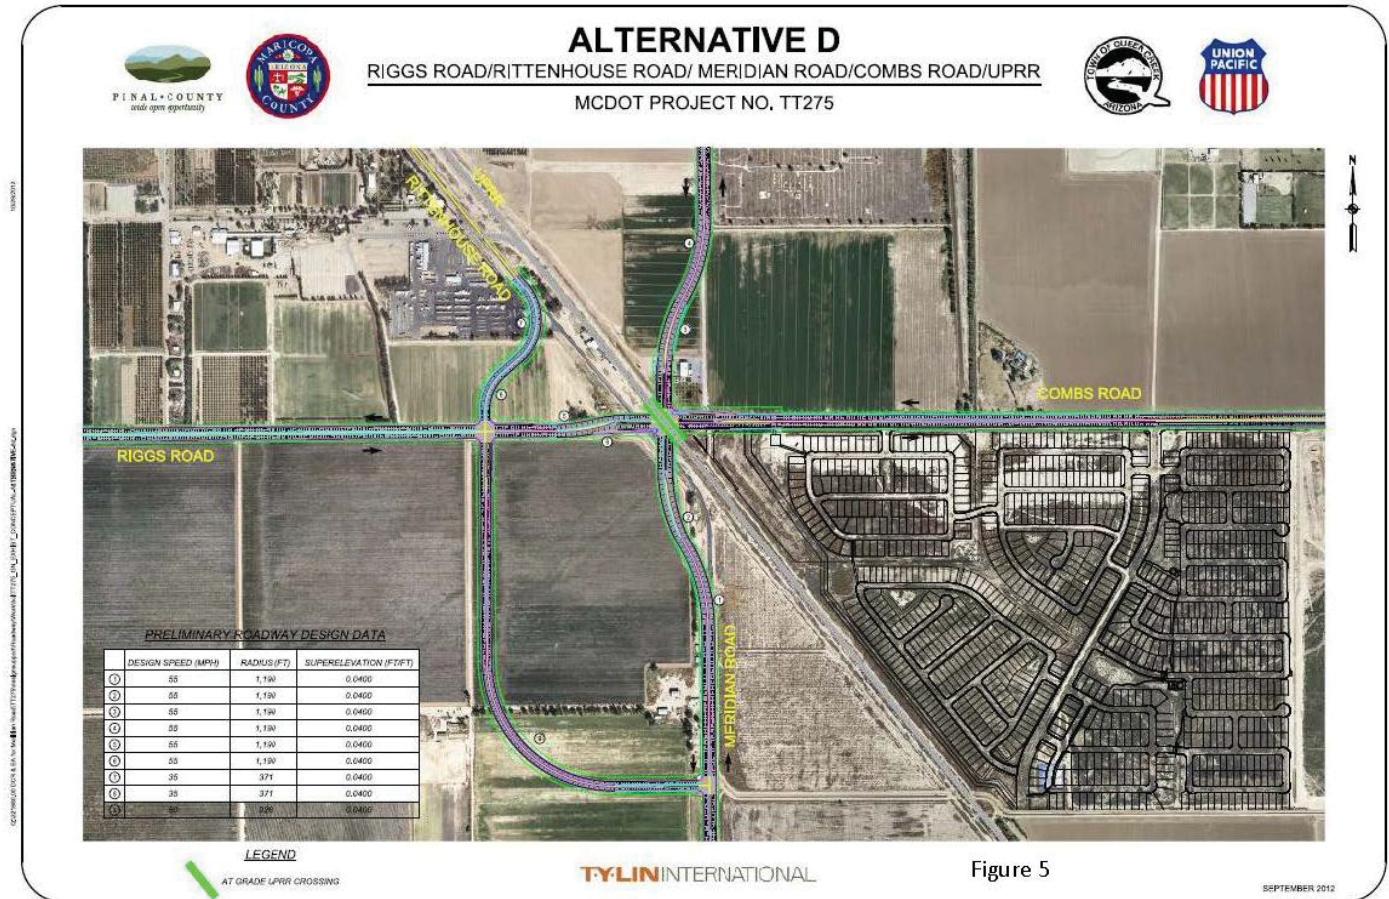 ALTERNATIVE D
RIGGS ROAD/RITTENHOUSE ROAD/ MERIDIAN ROAD/COMBS ROAD/UPRR
MCDOT PROJECT NO. TT275
PINAL•COUNTY
wide open opportunity
MARICOPA
ARIZONA
COUNTY
TOWN OF QUEEN CREEK
ARIZONA
UNION
PACIFIC
N
UPRR
RITTENHOUSE ROAD
COMBS ROAD
RIGGS ROAD
MERIDIAN ROAD
PRELIMINARY ROADWAY DESIGN DATA
DESIGN SPEED (MPH) RADIUS (FT) SUPERELEVATION (FT/FT)
1 55 1,190 0.0400
2 55 1,190 0.0400
3 55 1,190 0.0400
4 55 1,190 0.0400
5 55 1,190 0.0400
6 55 1,190 0.0400
7 35 371 0.0400
8 35 371 0.0400
0.0400
LEGEND
AT GRADE UPRR CROSSING
TYLININTERNATIONAL
Figure 5
SEPTEMBER 2012